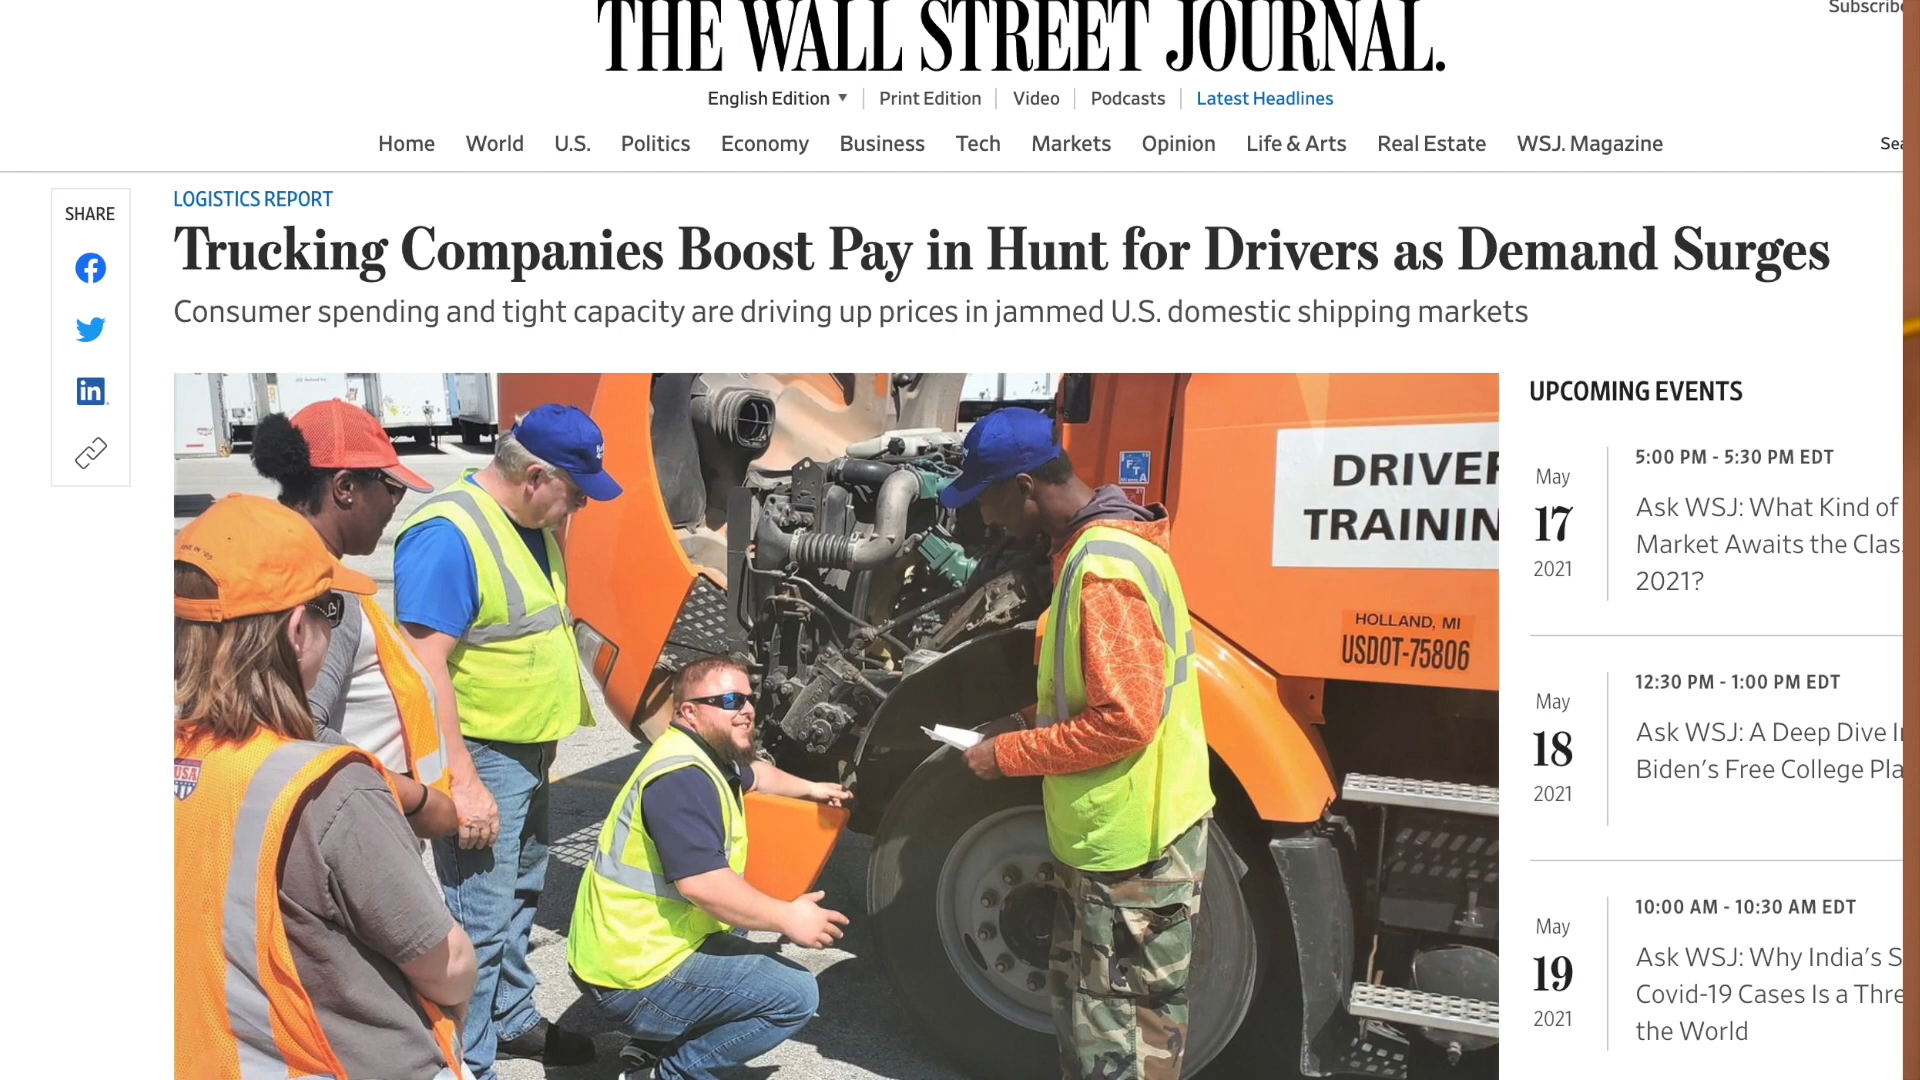 Subscribe
THE WALL STREET JOURNAL.
English Edition ▼ | Print Edition | Video | Podcasts | Latest Headlines
Home World U.S. Politics Economy Business Tech Markets Opinion Life & Arts Real Estate WSJ. Magazine Sea
SHARE
LOGISTICS REPORT
Trucking Companies Boost Pay in Hunt for Drivers as Demand Surges
Consumer spending and tight capacity are driving up prices in jammed U.S. domestic shipping markets
DRIVER
TRAININ
HOLLAND, MI
USDOT-75806
USA
UPCOMING EVENTS
May
17
2021
5:00 PM - 5:30 PM EDT
Ask WSJ: What Kind of
Market Awaits the Clas
2021?
May
18
2021
12:30 PM - 1:00 PM EDT
Ask WSJ: A Deep Dive I
Biden's Free College Pla
May
19
2021
10:00 AM - 10:30 AM EDT
Ask WSJ: Why India's S
Covid-19 Cases Is a Thre
the World